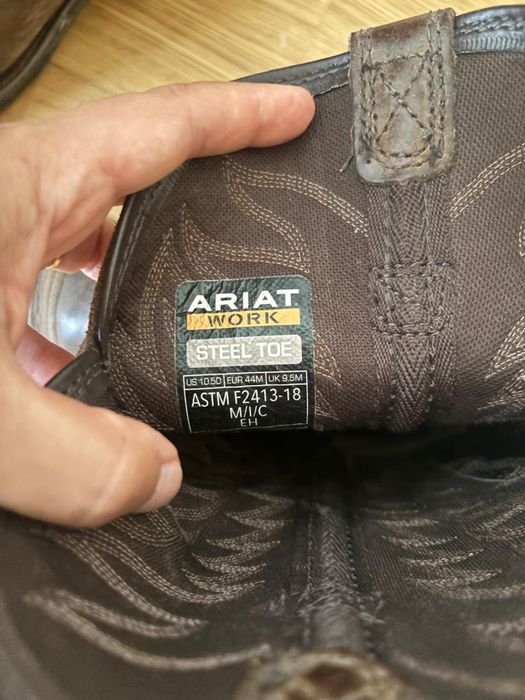 ARIAT
WORK
STEEL TOE
US 10.5D EUR 44M UK 9.5M
ASTM F2413-18
M/I/C
EH